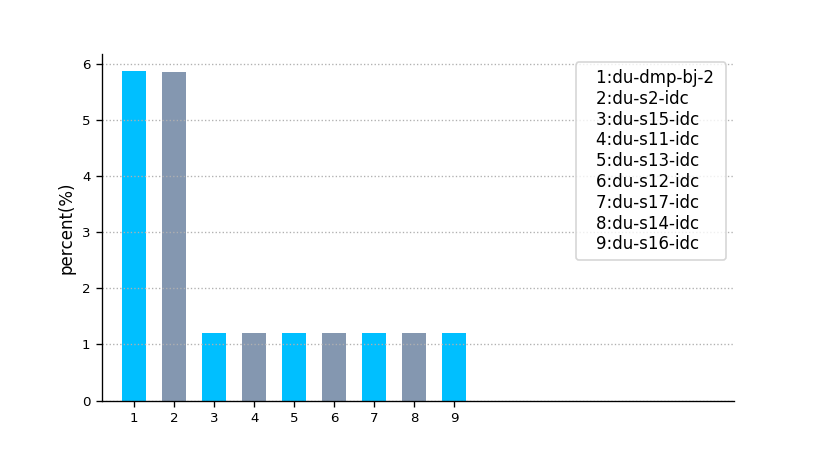 6
5
4
3
2
1
0
percent(%)
1 2 3 4 5 6 7 8 9
1:du-dmp-bj-2
2:du-s2-idc
3:du-s15-idc
4:du-s11-idc
5:du-s13-idc
6:du-s12-idc
7:du-s17-idc
8:du-s14-idc
9:du-s16-idc